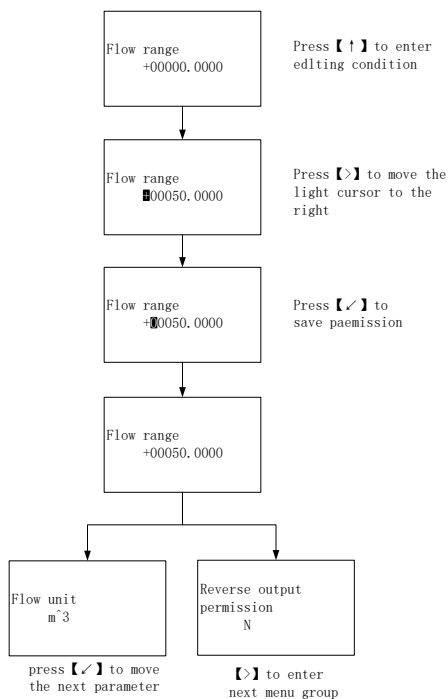 Flow range
+00000.0000
Press【↑】to enter
edlting condition
Flow range
+00050.0000
Press【>】to move the
light cursor to the
right
Flow range
+00050.0000
Press【↙】to
save paemission
Flow range
+00050.0000
Flow unit
m^3
Reverse output
permission
N
press【↙】to move
the next parameter
【>】to enter
next menu group